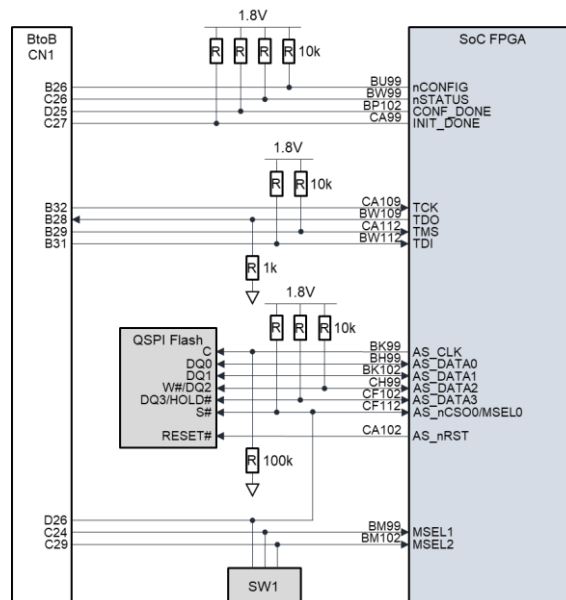 1.8V
BtoB
CN1
SoC FPGA
R R R R 10k
B26 BU99 nCONFIG
C26 BW99 nSTATUS
D25 BP102 CONF_DONE
C27 CA99 INIT_DONE
1.8V
R R 10k
B32 CA109 TCK
B28 BW109 TDO
B29 CA112 TMS
B31 BW112 TDI
R 1k
1.8V
R R R 10k
QSPI Flash
C BK99 AS_CLK
DQ0 BH99 AS_DATA0
DQ1 BK102 AS_DATA1
W#/DQ2 CH99 AS_DATA2
DQ3/HOLD# CF102 AS_DATA3
S# CF112 AS_nCSO0/MSEL0
RESET# CA102 AS_nRST
R 100k
D26
C24 BM99 MSEL1
C29 BM102 MSEL2
SW1